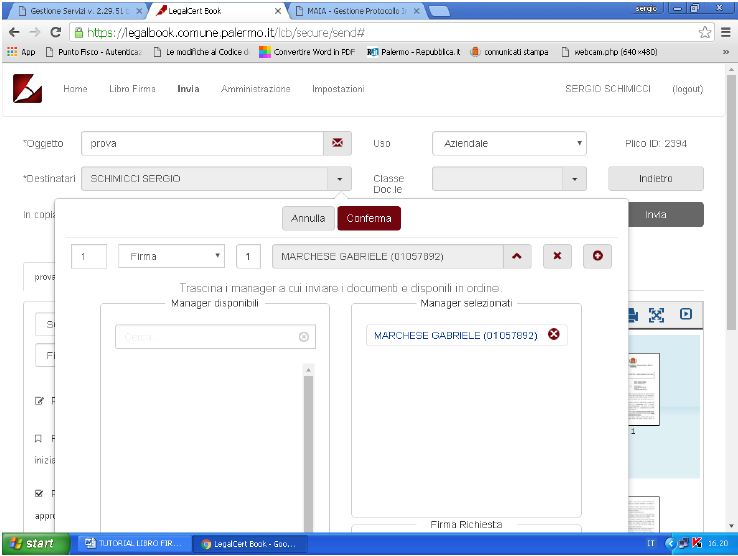 sergio
Gestione Servizi v. 2.29.51
LegalCert Book
MAIA - Gestione Protocollo In
https://legalbook.comune.palermo.it/lcb/secure/send#
App
Punto Fisco - Autenticaz
Le modifiche al Codice d
Convertire Word in PDF
Palermo - Repubblica.it
comunicati stampa
webcam.php (640×480)
»
Home
Libro Firma
Invia
Amministrazione
Impostazioni
SERGIO SCHIMICCI
(logout)
*Oggetto
prova
Uso
Aziendale
Plico ID: 2394
*Destinatari
SCHIMICCI SERGIO
Classe
Doc.le
Indietro
In copia
Invia
Annulla
Conferma
1
Firma
1
MARCHESE GABRIELE (01057892)
prova
Trascina i manager a cui inviare i documenti e disponili in ordine.
Manager disponibili
Manager selezionati
Cerca
MARCHESE GABRIELE (01057892)
1
inizia
appro
Firma Richiesta
start
TUTORIAL LIBRO FIR...
LegalCert Book - Goo...
IT
16.20